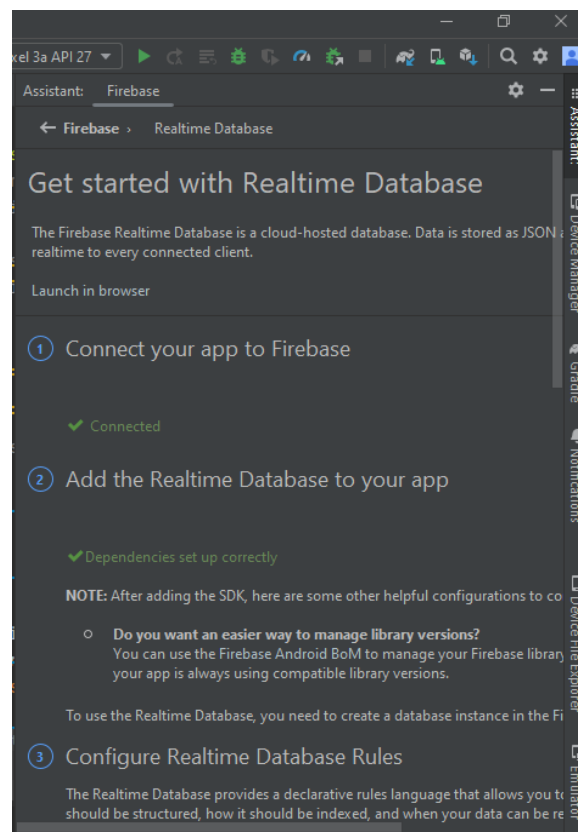 xel 3a API 27
Assistant: Firebase
Firebase › Realtime Database
Get started with Realtime Database
The Firebase Realtime Database is a cloud-hosted database. Data is stored as JSON
realtime to every connected client.
Launch in browser
1 Connect your app to Firebase
Connected
2 Add the Realtime Database to your app
Dependencies set up correctly
NOTE: After adding the SDK, here are some other helpful configurations to co
Do you want an easier way to manage library versions?
You can use the Firebase Android BoM to manage your Firebase library
your app is always using compatible library versions.
To use the Realtime Database, you need to create a database instance in the Fi
3 Configure Realtime Database Rules
The Realtime Database provides a declarative rules language that allows you to
should be structured, how it should be indexed, and when your data can be re
Assistant:
Device Manager
Gradle
Notifications
Device File Explorer
Emulator